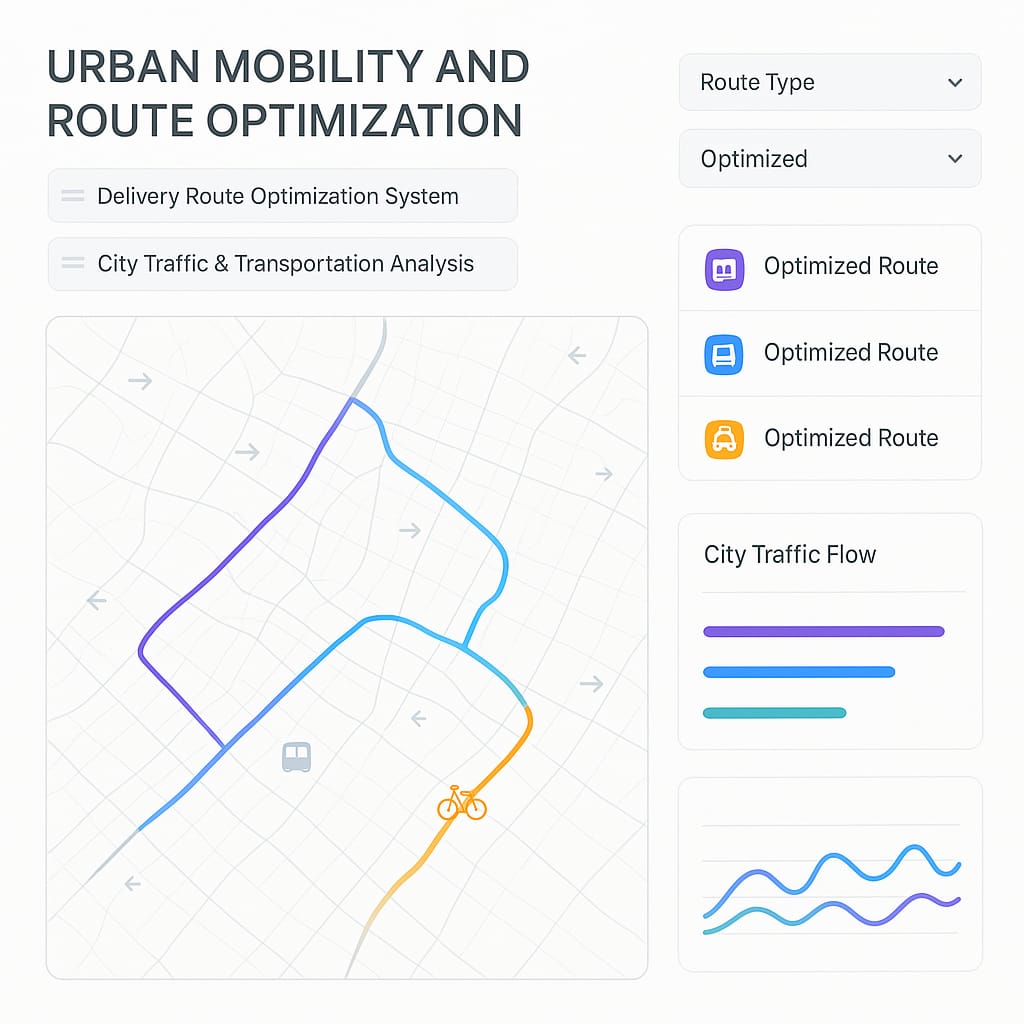 URBAN MOBILITY AND
ROUTE OPTIMIZATION
Delivery Route Optimization System
City Traffic & Transportation Analysis
Route Type
Optimized
Optimized Route
Optimized Route
Optimized Route
City Traffic Flow